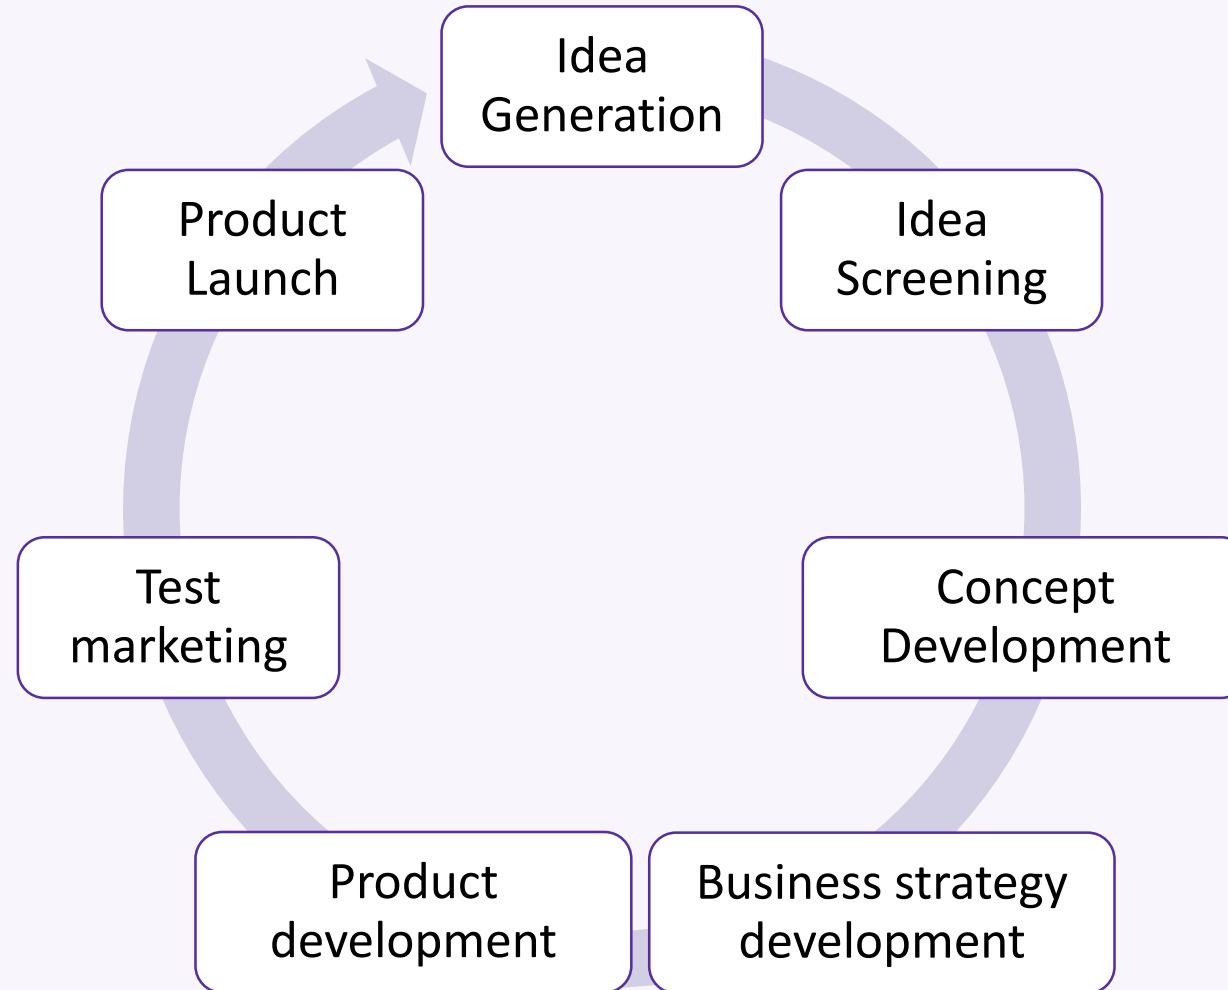 Idea
Generation
Idea
Screening
Concept
Development
Business strategy
development
Product
development
Test
marketing
Product
Launch